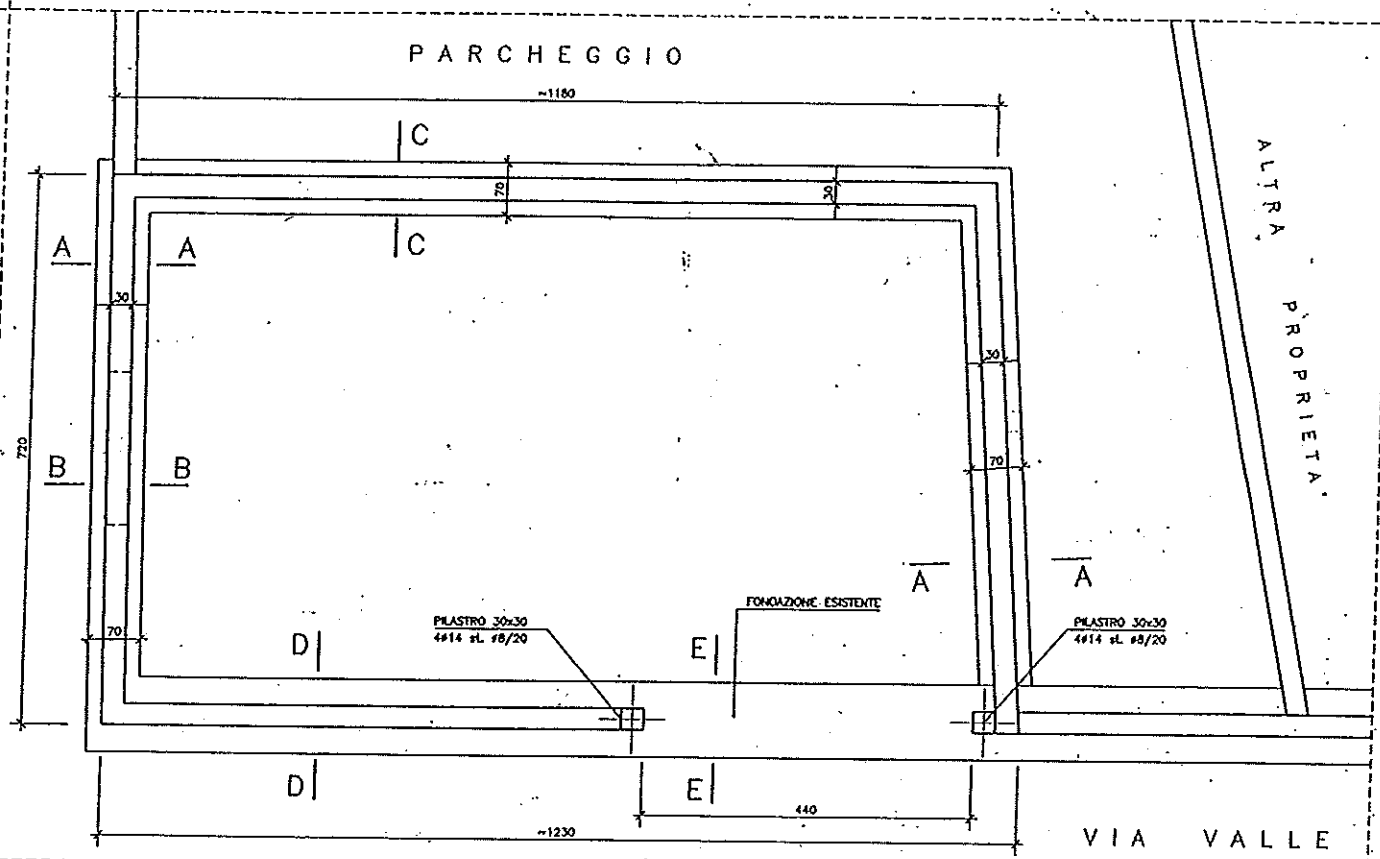 PARCHEGGIO
~1180
C
70
30
C
A
A
30
ALTRA PROPRIETA'
30
720
B
B
70
A
A
FONDAZIONE ESISTENTE
PILASTRO 30x30
4ø14 st. ø8/20
PILASTRO 30x30
4ø14 st. ø8/20
70
D
E
D
E
440
~1230
VIA VALLE